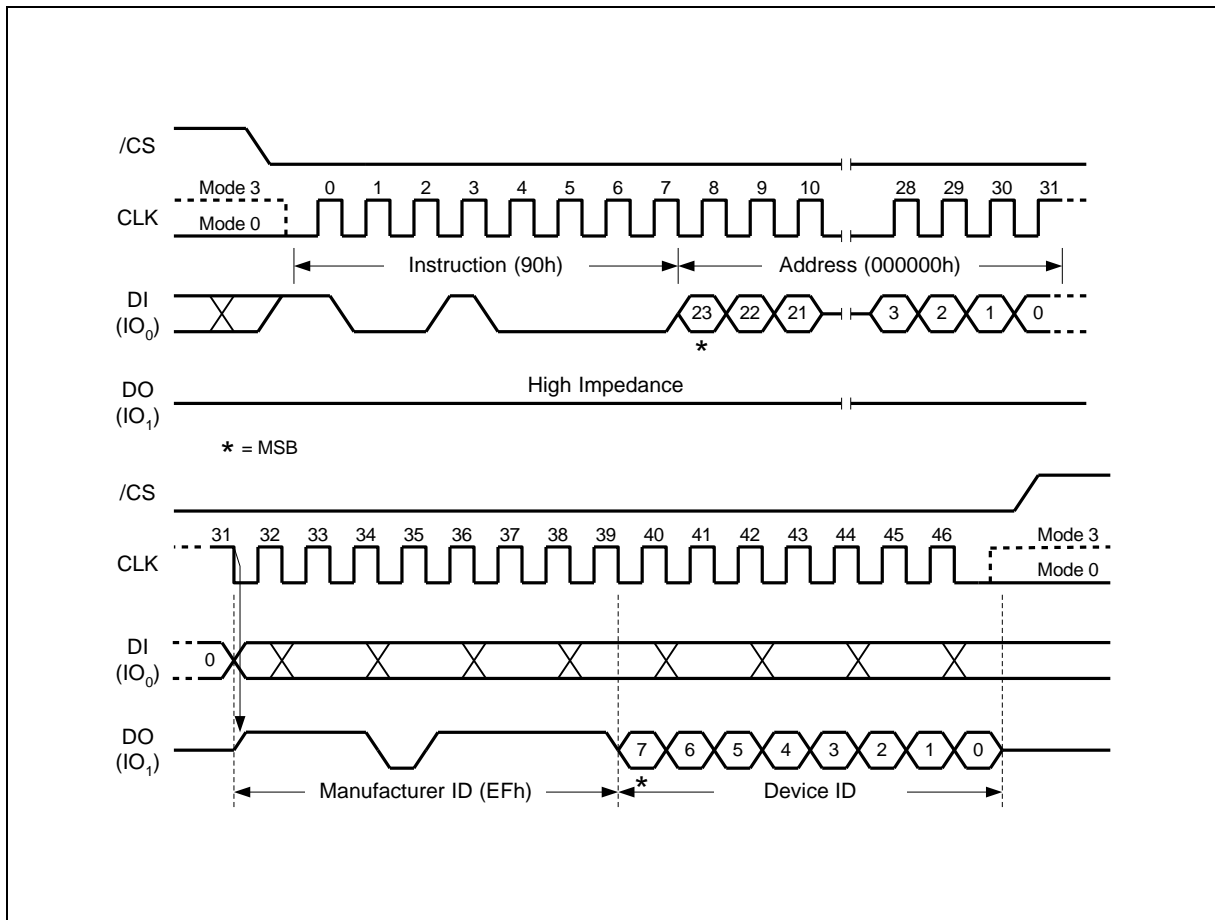 /CS
Mode 3 0 1 2 3 4 5 6 7 8 9 10 28 29 30 31
CLK
Mode 0
Instruction (90h) Address (000000h)
DI
(IO0)
23 22 21 3 2 1 0
*
High Impedance
DO
(IO1)
* = MSB
/CS
31 32 33 34 35 36 37 38 39 40 41 42 43 44 45 46
Mode 3
CLK
Mode 0
DI
(IO0)
0
DO
(IO1)
7 6 5 4 3 2 1 0
*
Manufacturer ID (EFh) Device ID